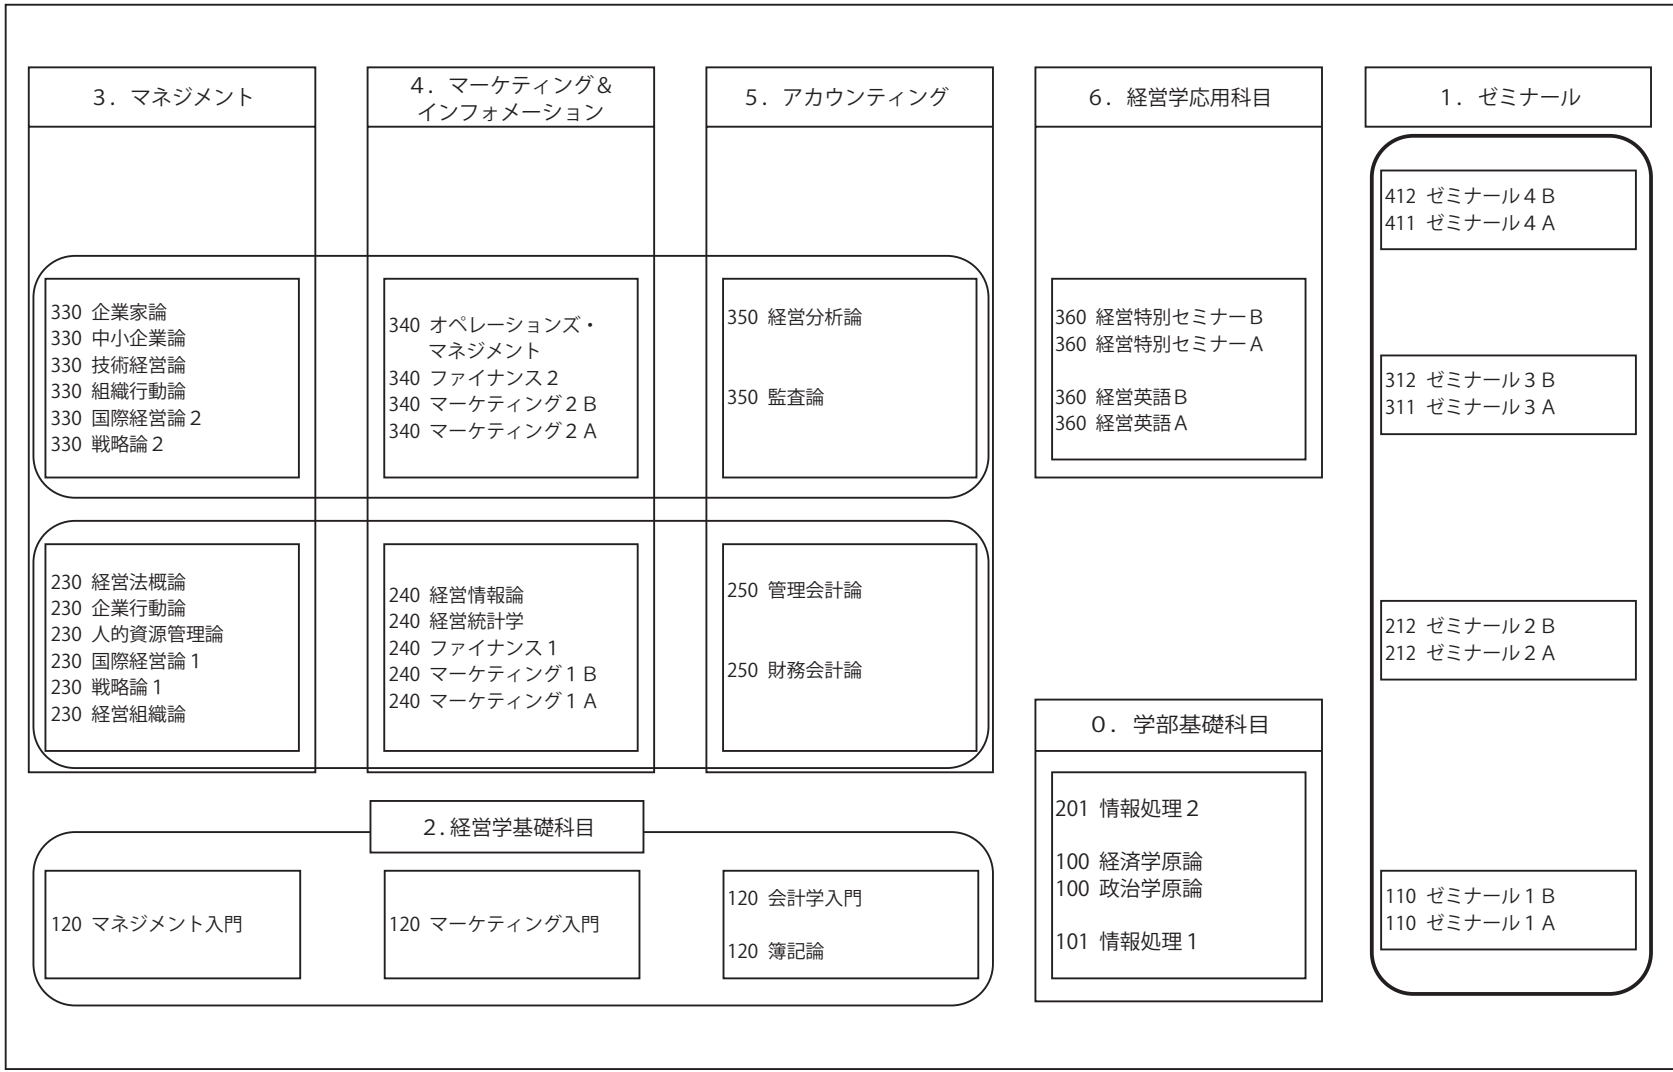 3．マネジメント
330 企業家論
330 中小企業論
330 技術経営論
330 組織行動論
330 国際経営論２
330 戦略論２
230 経営法概論
230 企業行動論
230 人的資源管理論
230 国際経営論１
230 戦略論１
230 経営組織論
4．マーケティング＆
インフォメーション
340 オペレーションズ・
マネジメント
340 ファイナンス２
340 マーケティング２Ｂ
340 マーケティング２Ａ
240 経営情報論
240 経営統計学
240 ファイナンス１
240 マーケティング１Ｂ
240 マーケティング１Ａ
5．アカウンティング
350 経営分析論
350 監査論
250 管理会計論
250 財務会計論
2．経営学基礎科目
120 マネジメント入門
120 マーケティング入門
120 会計学入門
120 簿記論
6．経営学応用科目
360 経営特別セミナーＢ
360 経営特別セミナーＡ
360 経営英語Ｂ
360 経営英語Ａ
0．学部基礎科目
201 情報処理２
100 経済学原論
100 政治学原論
101 情報処理１
1．ゼミナール
412 ゼミナール４Ｂ
411 ゼミナール４Ａ
312 ゼミナール３Ｂ
311 ゼミナール３Ａ
212 ゼミナール２Ｂ
212 ゼミナール２Ａ
110 ゼミナール１Ｂ
110 ゼミナール１Ａ